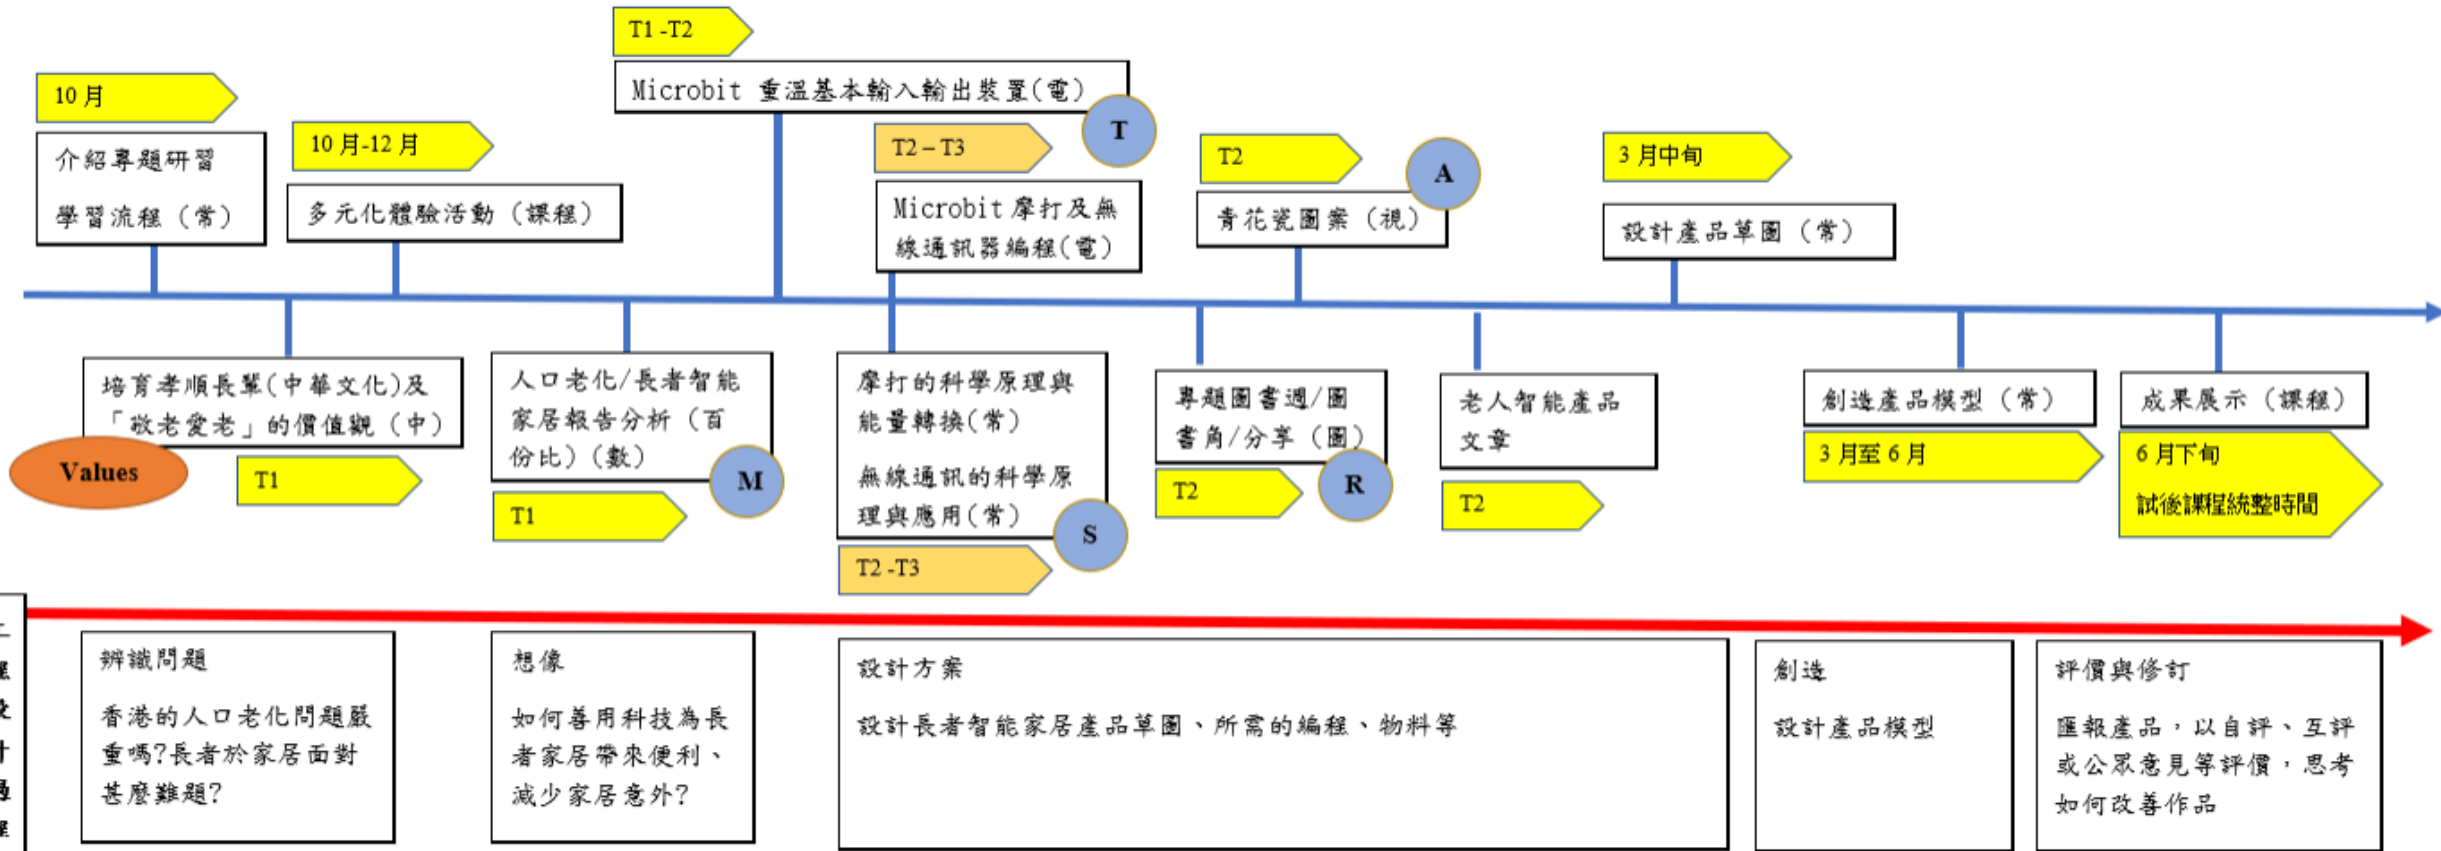 T1 -T2
Microbit 重溫基本輸入輸出裝置(電)
T
10 月
介紹專題研習
學習流程（常）
10 月-12 月
多元化體驗活動（課程）
T2 – T3
Microbit 摩打及無
線通訊器編程(電)
T2
A
青花瓷圖案（視）
3 月中旬
設計產品草圖（常）
培育孝順長輩(中華文化)及
「敬老愛老」的價值觀（中）
Values
T1
人口老化/長者智能
家居報告分析（百
份比）(數)
M
T1
摩打的科學原理與
能量轉換(常)
無線通訊的科學原
理與應用(常)
S
T2 -T3
專題圖書週/圖
書角/分享（圖）
T2
R
老人智能產品
文章
T2
創造產品模型（常）
3 月至 6 月
成果展示（課程）
6 月下旬
試後課程統整時間
計
辨識問題
香港的人口老化問題嚴
重嗎?長者於家居面對
甚麼難題?
想像
如何善用科技為長
者家居帶來便利、
減少家居意外?
設計方案
設計長者智能家居產品草圖、所需的編程、物料等
創造
設計產品模型
評價與修訂
匯報產品，以自評、互評
或公眾意見等評價，思考
如何改善作品